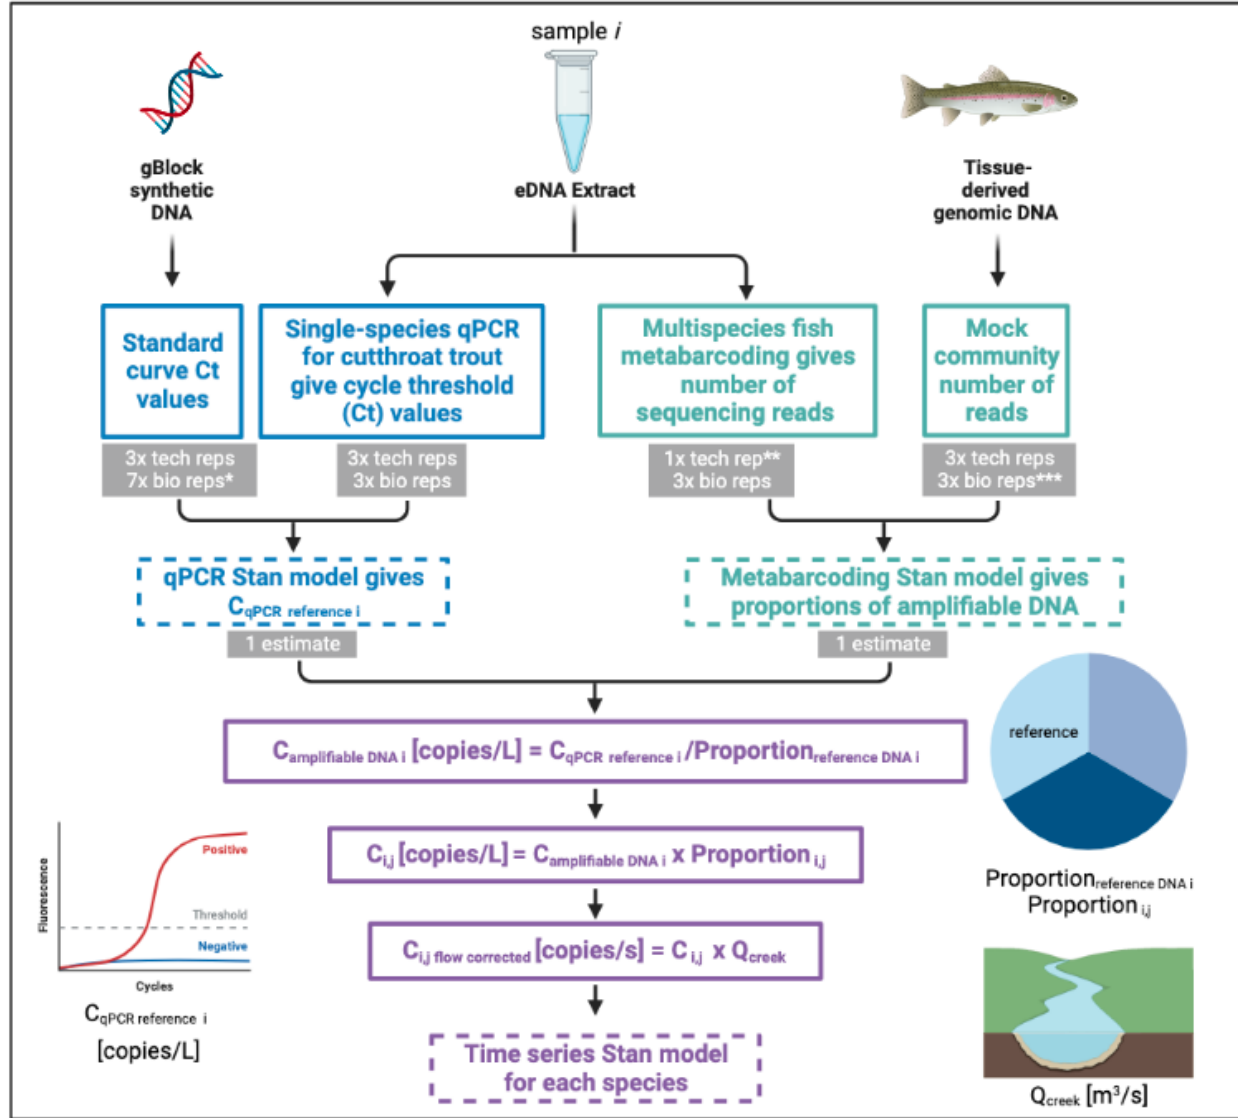 sample i
gBlock
synthetic
DNA
eDNA Extract
Tissue-
derived
genomic DNA
Standard
curve Ct
values
Single-species qPCR
for cutthroat trout
give cycle threshold
(Ct) values
Multispecies fish
metabarcoding gives
number of
sequencing reads
Mock
community
number of
reads
3x tech reps
7x bio reps*
3x tech reps
3x bio reps
1x tech rep**
3x bio reps
3x tech reps
3x bio reps***
qPCR Stan model gives
CqPCR reference i
Metabarcoding Stan model gives
proportions of amplifiable DNA
1 estimate
1 estimate
Camplifiable DNA i [copies/L] = CqPCR reference i /Proportionreference DNA i
reference
Ci,j [copies/L] = Camplifiable DNA i x Proportion i,j
Proportionreference DNA i
Proportion i,j
Fluorescence
Positive
Threshold
Negative
Cycles
CqPCR reference i
[copies/L]
Ci,j flow corrected [copies/s] = C i,j x Qcreek
Time series Stan model
for each species
Qcreek [m³/s]